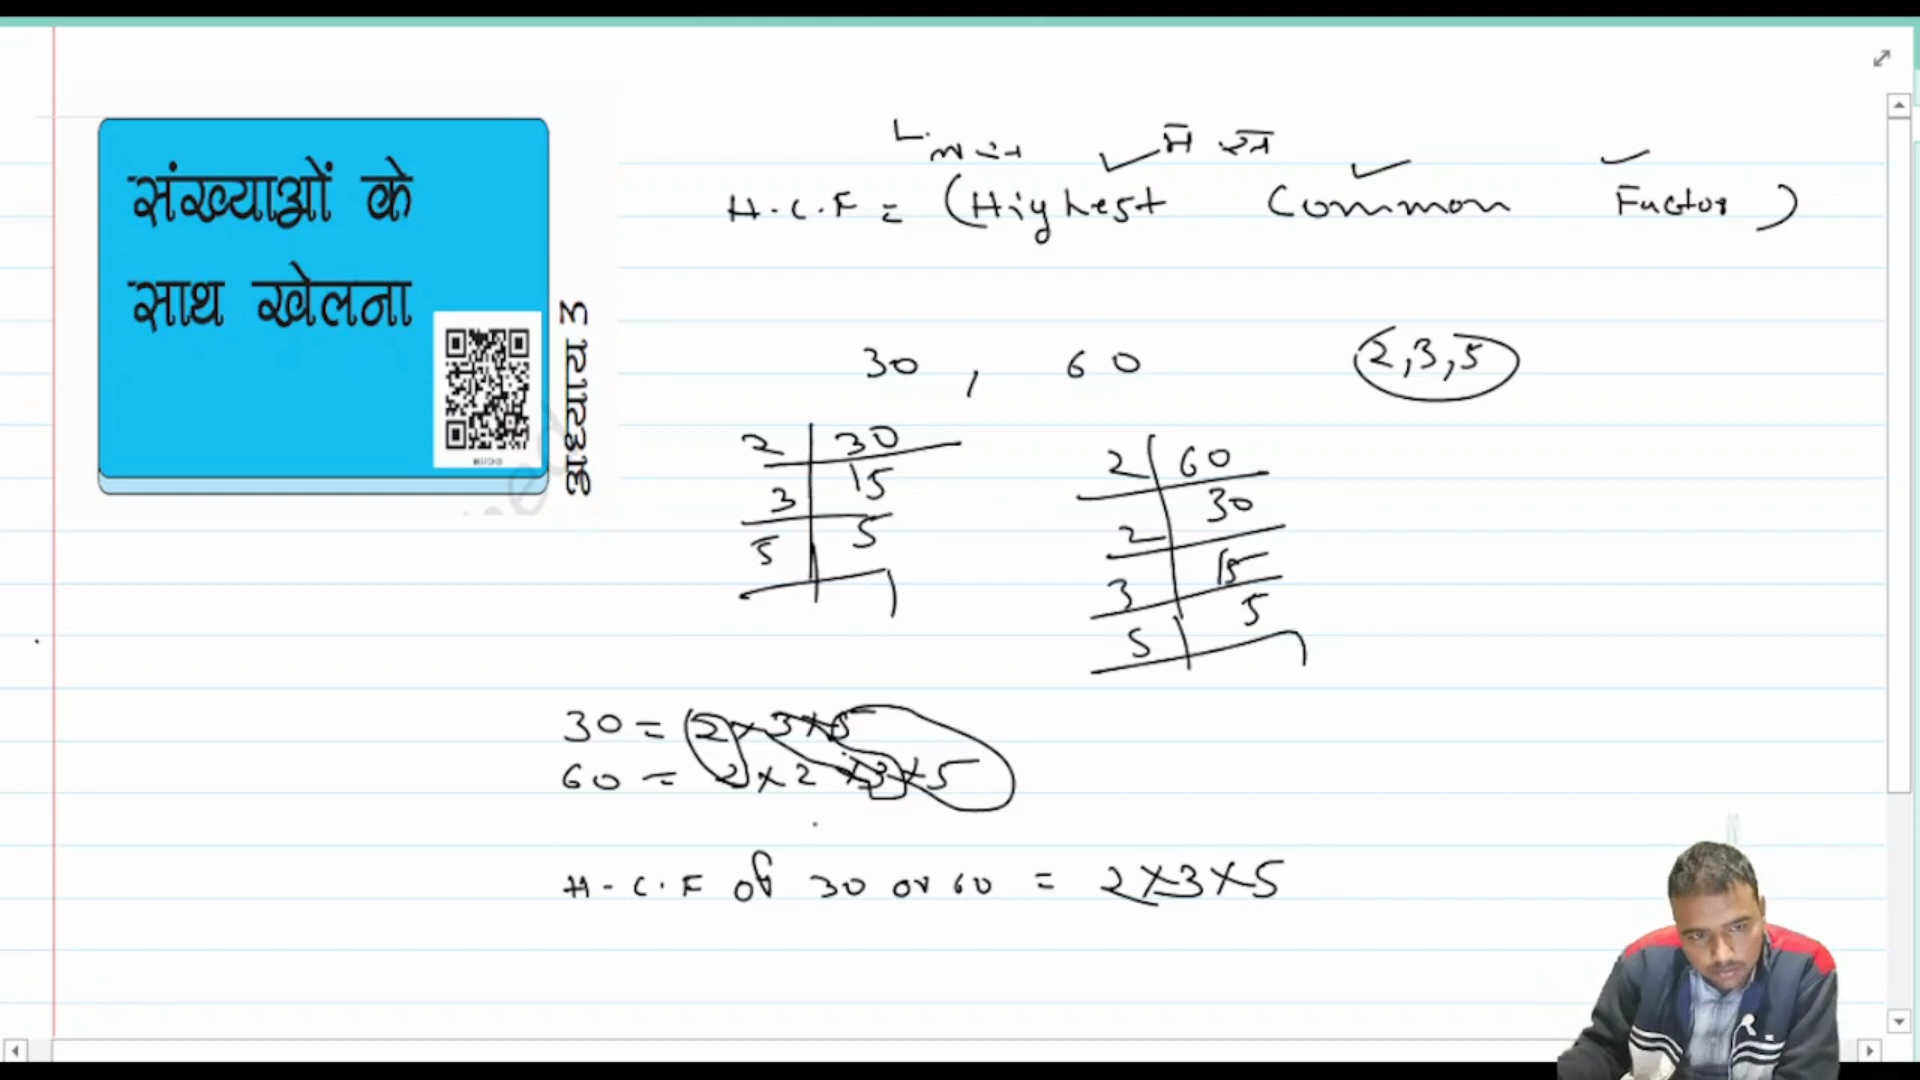 संख्याओं के
साथ खेलना
अध्याय 3
H.C.F = (Highest Common Factor)
30, 60
2,3,5
2 30
3 15
5 5
1
2 60
2 30
3 15
5 5
1
30 = 2×3×5
60 = 2×2×3×5
H.C.F of 30 or 60 = 2×3×5